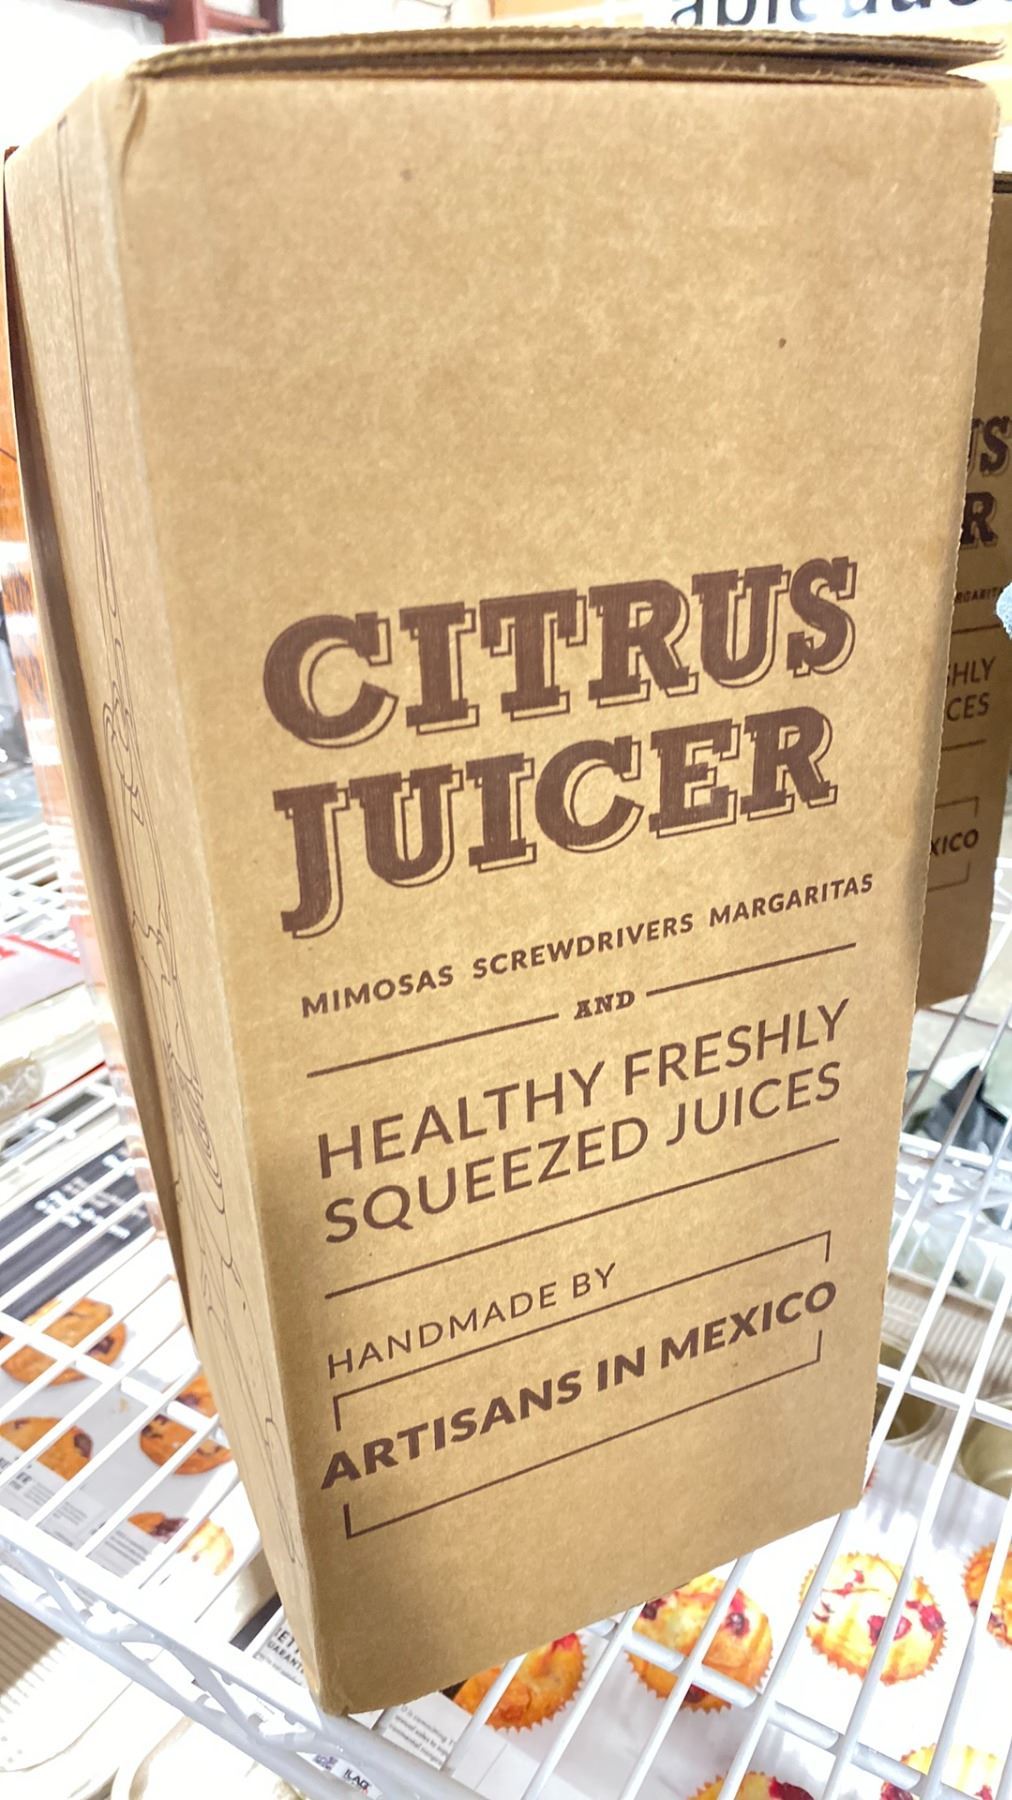 CITRUS
JUICER
MIMOSAS SCREWDRIVERS MARGARITAS
AND
HEALTHY FRESHLY
SQUEEZED JUICES
HANDMADE BY
ARTISANS IN MEXICO